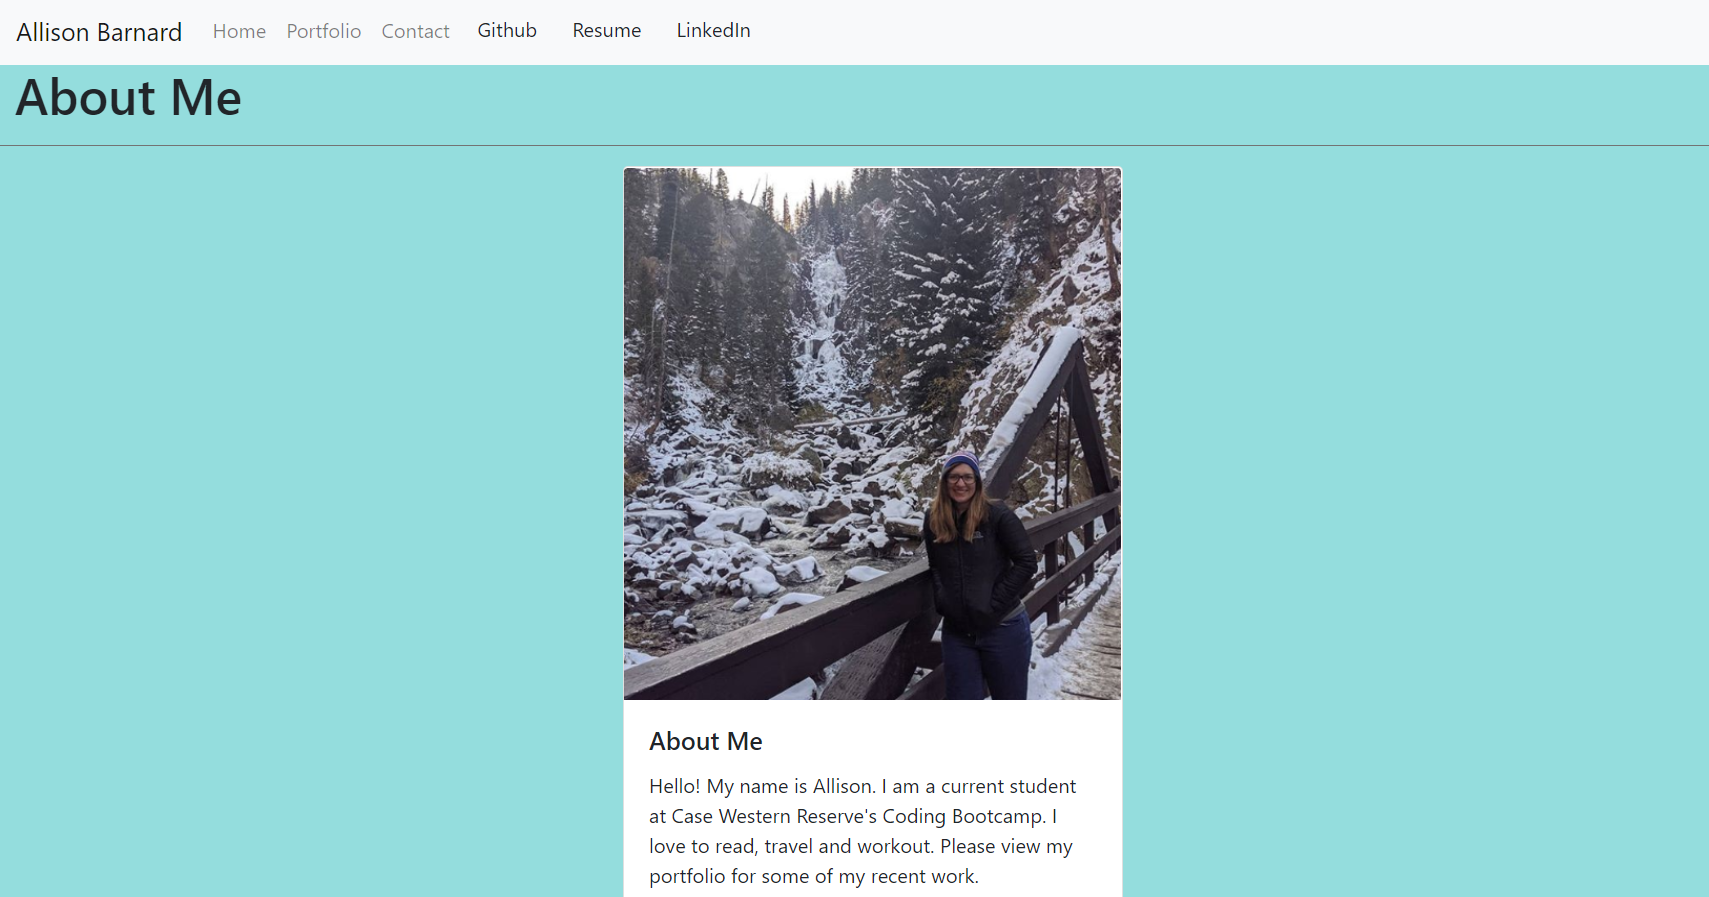 Allison Barnard Home Portfolio Contact Github Resume LinkedIn
About Me
About Me
Hello! My name is Allison. I am a current student
at Case Western Reserve's Coding Bootcamp. I
love to read, travel and workout. Please view my
portfolio for some of my recent work.